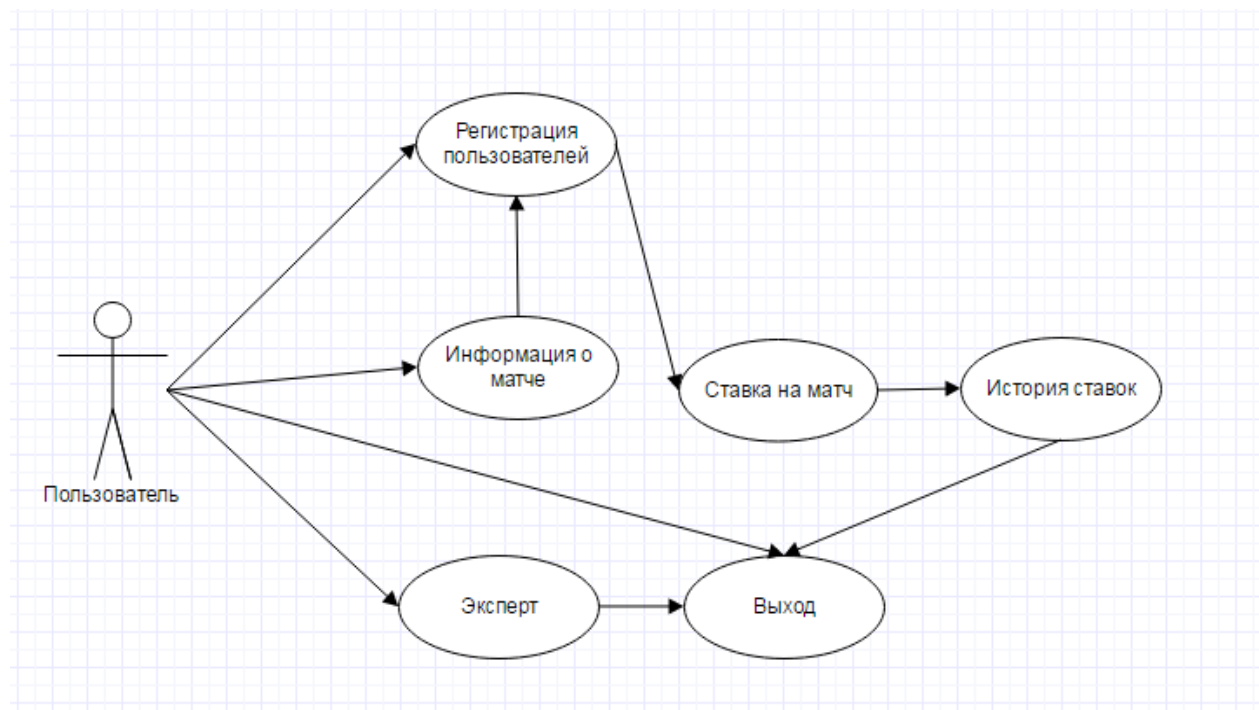 Регистрация
пользователей
Информация о
матче
Ставка на матч
История ставок
Пользователь
Эксперт
Выход